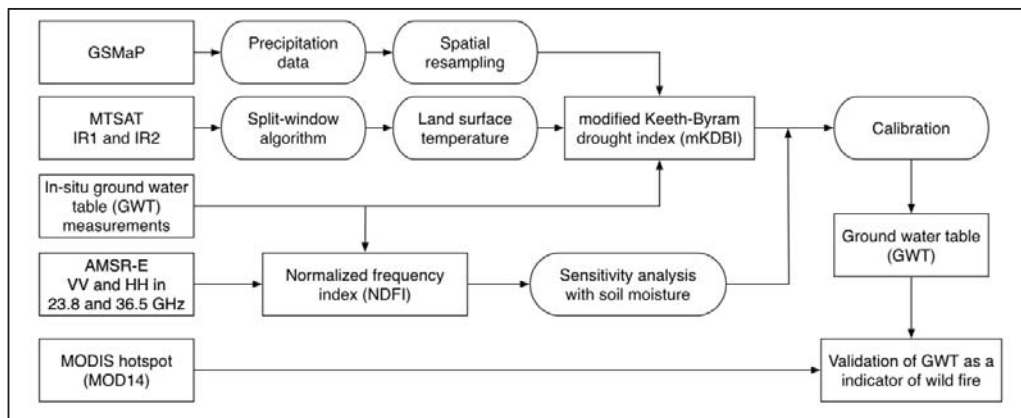 GSMaP
Precipitation
data
Spatial
resampling
MTSAT
IR1 and IR2
Split-window
algorithm
Land surface
temperature
modified Keeth-Byram
drought index (mKDBI)
Calibration
In-situ ground water
table (GWT)
measurements
Ground water table
(GWT)
AMSR-E
VV and HH in
23.8 and 36.5 GHz
Normalized frequency
index (NDFI)
Sensitivity analysis
with soil moisture
MODIS hotspot
(MOD14)
Validation of GWT as a
indicator of wild fire